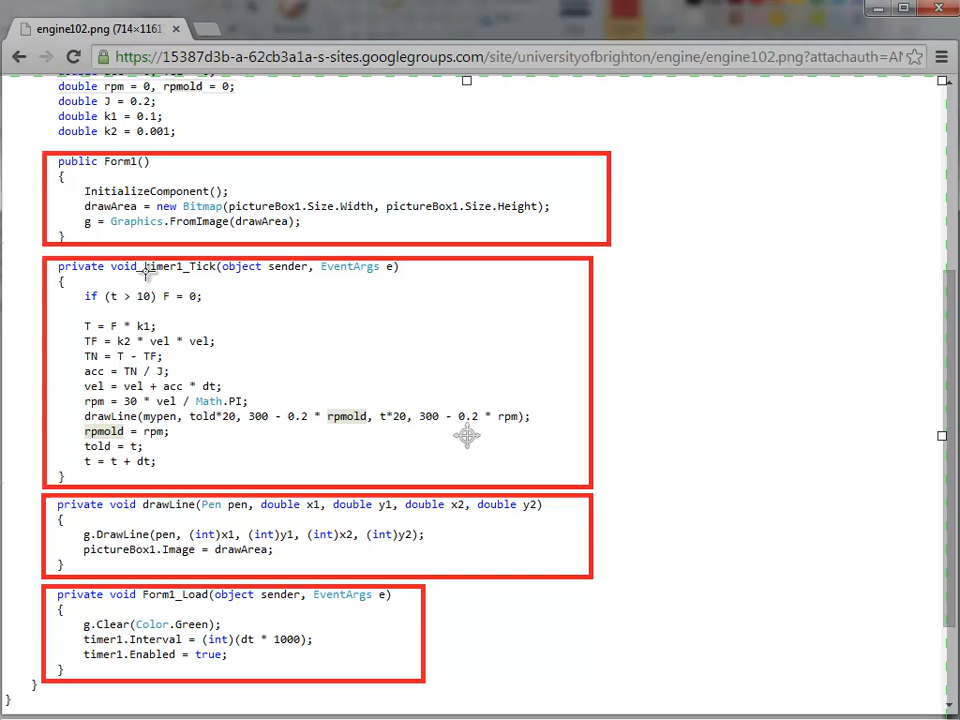 engine102.png (714×1161
https://15387d3b-a-62cb3a1a-s-sites.googlegroups.com/site/universityofbrighton/engine/engine102.png?attachauth=AN
double rpm = 0, rpmold = 0;
double J = 0.2;
double k1 = 0.1;
double k2 = 0.001;
public Form1()
{
InitializeComponent();
drawArea = new Bitmap(pictureBox1.Size.Width, pictureBox1.Size.Height);
g = Graphics.FromImage(drawArea);
}
private void timer1_Tick(object sender, EventArgs e)
{
if (t > 10) F = 0;
T = F * k1;
TF = k2 * vel * vel;
TN = T - TF;
acc = TN / J;
vel = vel + acc * dt;
rpm = 30 * vel / Math.PI;
drawLine(mypen, told*20, 300 - 0.2 * rpmold, t*20, 300 - 0.2 * rpm);
rpmold = rpm;
told = t;
t = t + dt;
}
private void drawLine(Pen pen, double x1, double y1, double x2, double y2)
{
g.DrawLine(pen, (int)x1, (int)y1, (int)x2, (int)y2);
pictureBox1.Image = drawArea;
}
private void Form1_Load(object sender, EventArgs e)
{
g.Clear(Color.Green);
timer1.Interval = (int)(dt * 1000);
timer1.Enabled = true;
}
}
}